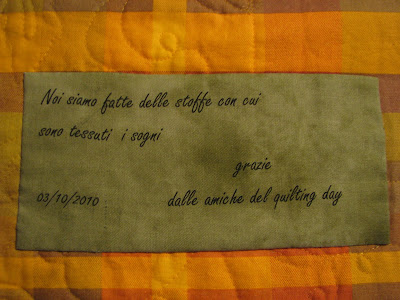 Noi siamo fatte delle stoffe con cui
sono tessuti i sogni
grazie
03/10/2010 dalle amiche del quilting day